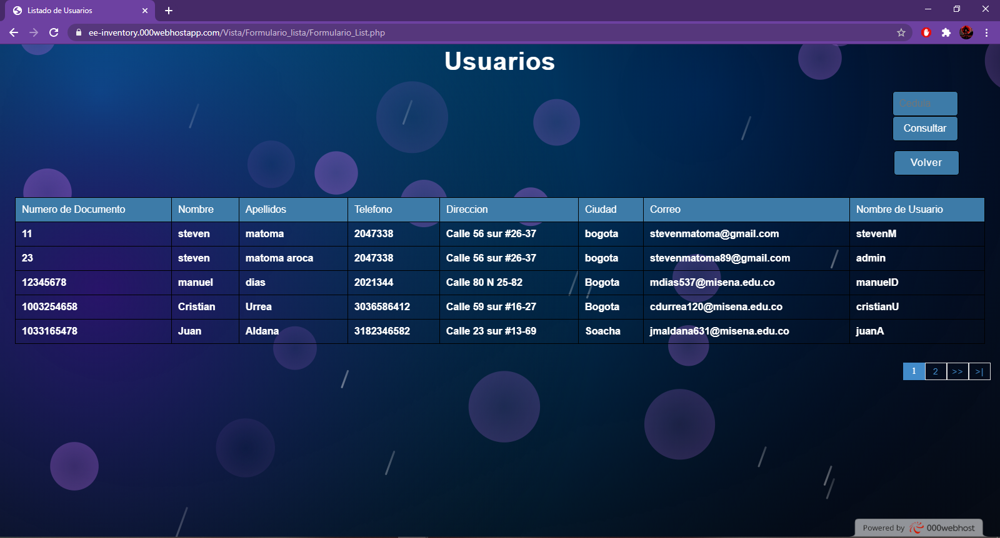 Listado de Usuarios
ee-inventory.000webhostapp.com/Vista/Formulario_lista/Formulario_List.php
Usuarios
Cedula
Consultar
Volver
Numero de Documento Nombre Apellidos Telefono Direccion Ciudad Correo Nombre de Usuario
11 steven matoma 2047338 Calle 56 sur #26-37 bogota stevenmatoma@gmail.com stevenM
23 steven matoma aroca 2047338 Calle 56 sur #26-37 bogota stevenmatoma89@gmail.com admin
12345678 manuel dias 2021344 Calle 80 N 25-82 Bogota mdias537@misena.edu.co manuelD
1003254658 Cristian Urrea 3036586412 Calle 59 sur #16-27 Bogota cdurrea120@misena.edu.co cristianU
1033165478 Juan Aldana 3182346582 Calle 23 sur #13-69 Soacha jmaldana631@misena.edu.co juanA
1 2 >> >|
Powered by 000webhost